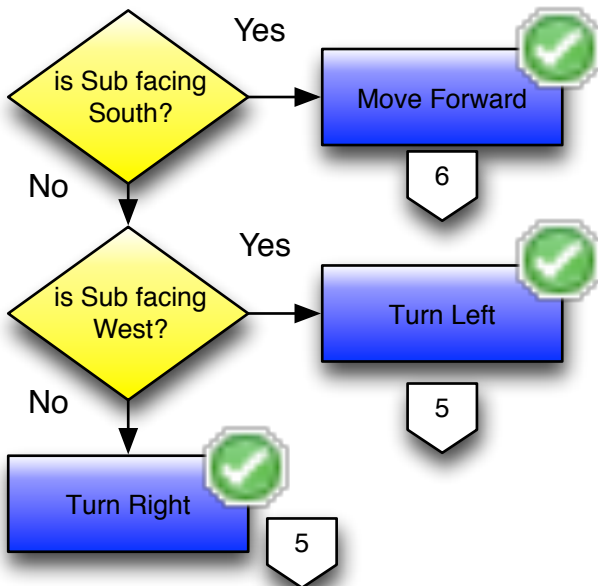 Yes
is Sub facing
South?
Move Forward
6
No
Yes
is Sub facing
West?
Turn Left
5
No
Turn Right
5